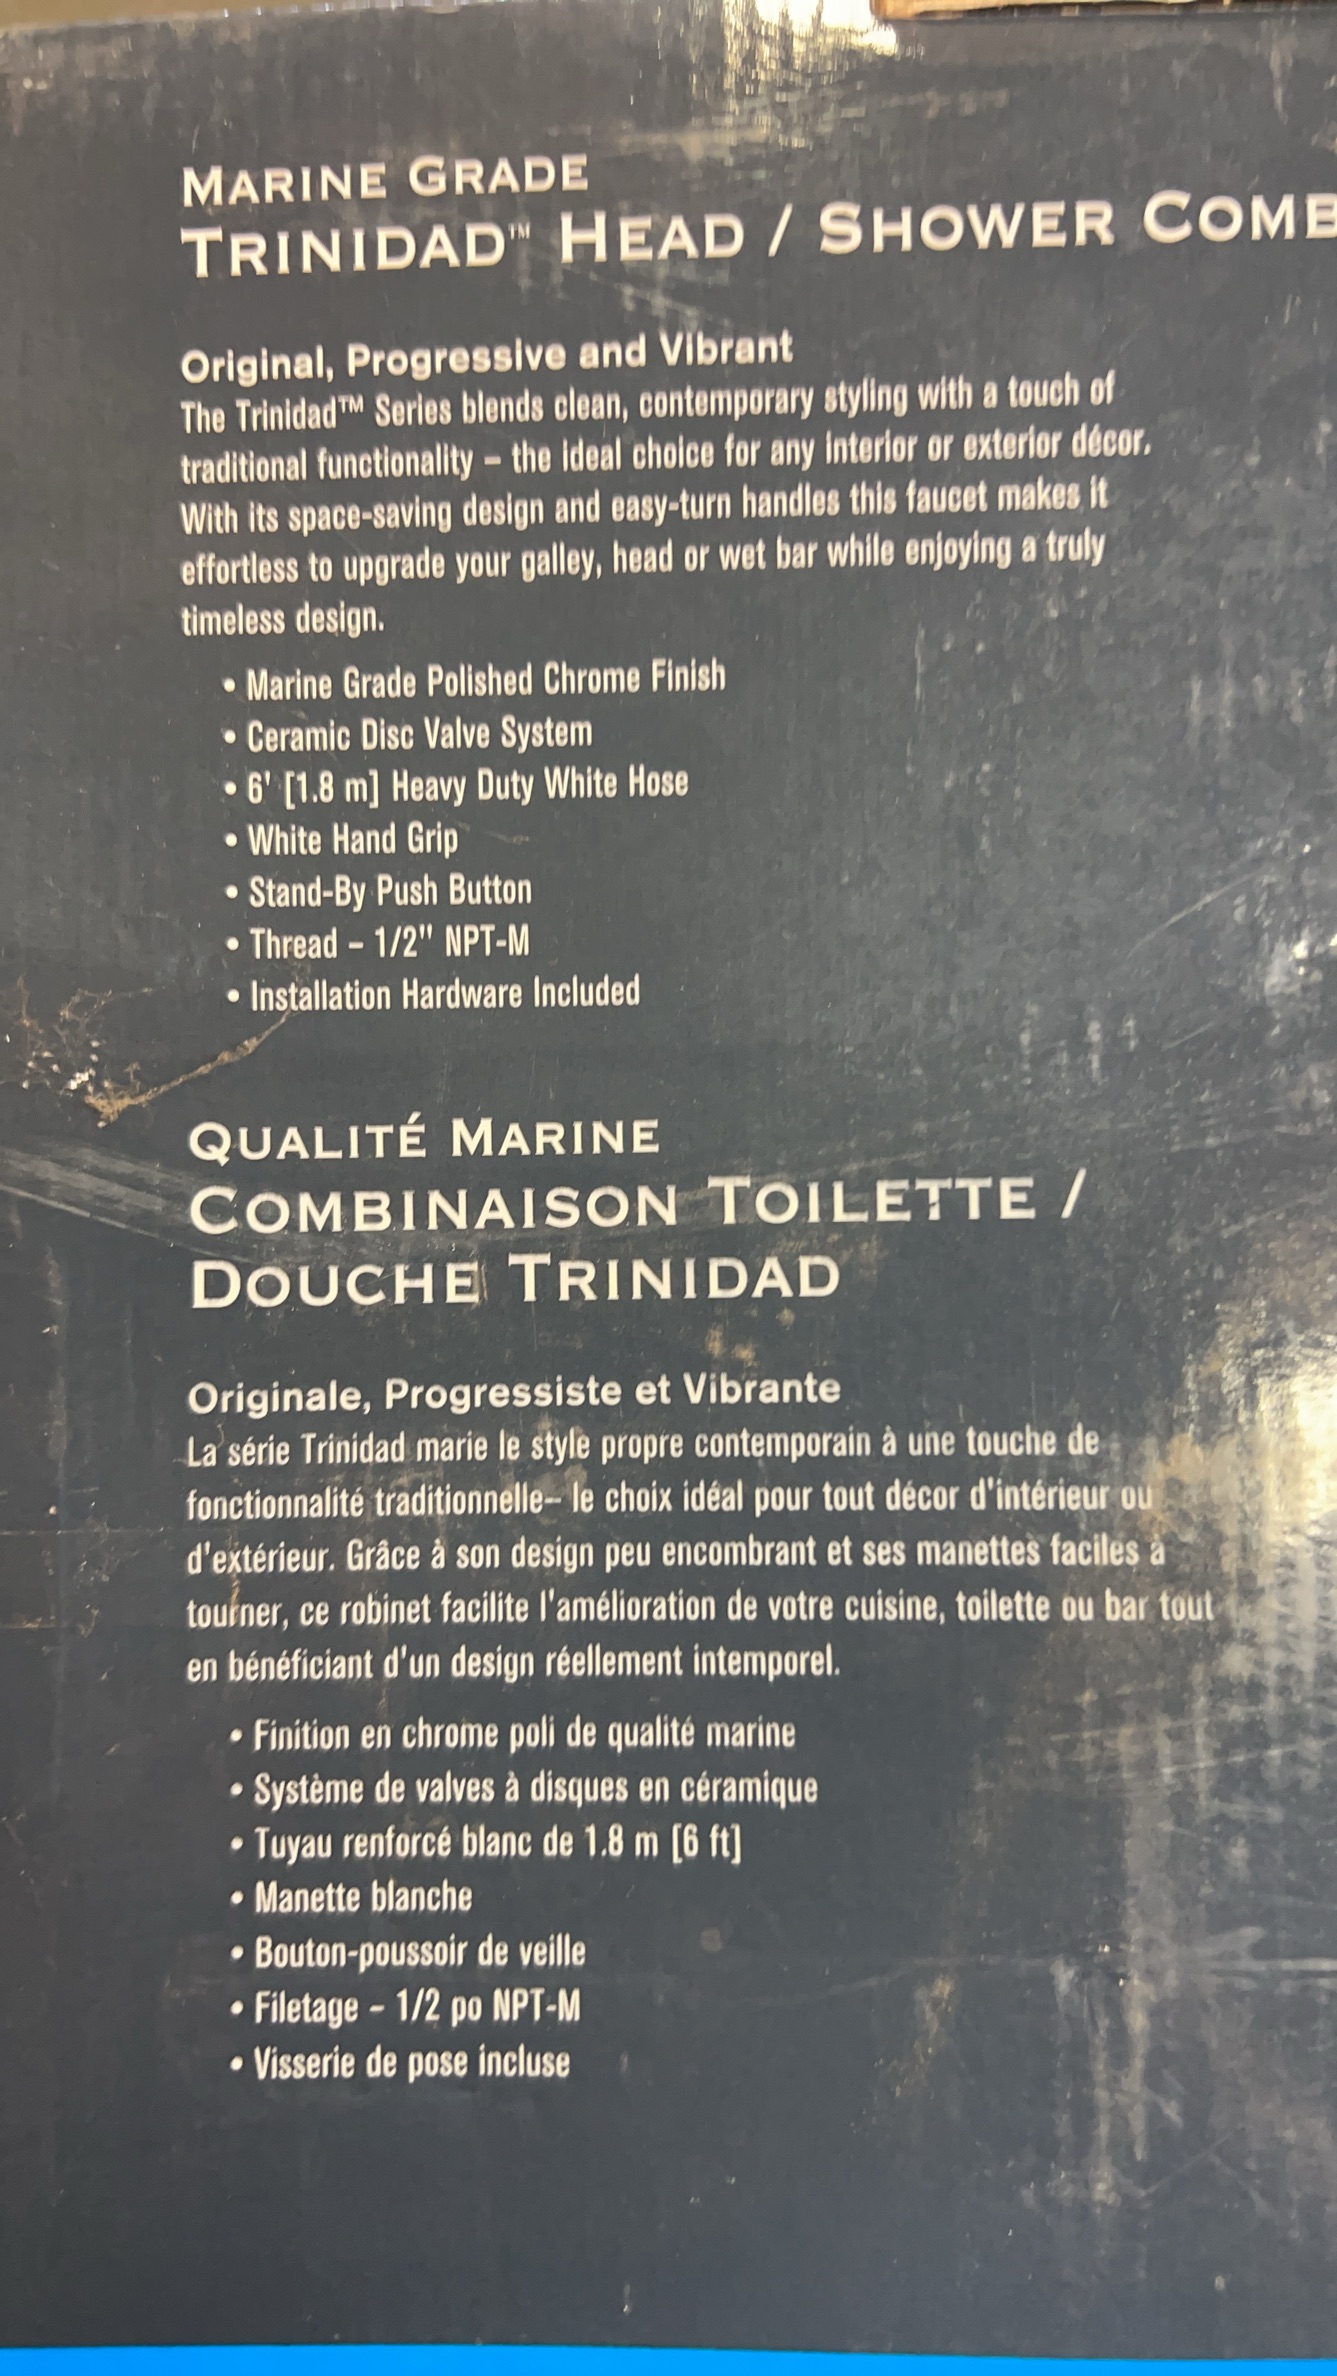 MARINE GRADE
TRINIDAD™ HEAD / SHOWER COMB
Original, Progressive and Vibrant
The Trinidad™ Series blends clean, contemporary styling with a touch of
traditional functionality – the ideal choice for any interior or exterior décor.
With its space-saving design and easy-turn handles this faucet makes it
effortless to upgrade your galley, head or wet bar while enjoying a truly
timeless design.
• Marine Grade Polished Chrome Finish
• Ceramic Disc Valve System
• 6' [1.8 m] Heavy Duty White Hose
• White Hand Grip
• Stand-By Push Button
• Thread – 1/2" NPT-M
• Installation Hardware Included
QUALITÉ MARINE
COMBINAISON TOILETTE /
DOUCHE TRINIDAD
Originale, Progressiste et Vibrante
La série Trinidad marie le style propre contemporain à une touche de
fonctionnalité traditionnelle– le choix idéal pour tout décor d'intérieur ou
d'extérieur. Grâce à son design peu encombrant et ses manettes faciles à
tourner, ce robinet facilite l'amélioration de votre cuisine, toilette ou bar tout
en bénéficiant d'un design réellement intemporel.
• Finition en chrome poli de qualité marine
• Système de valves à disques en céramique
• Tuyau renforcé blanc de 1.8 m [6 ft]
• Manette blanche
• Bouton-poussoir de veille
• Filetage – 1/2 po NPT-M
• Visserie de pose incluse